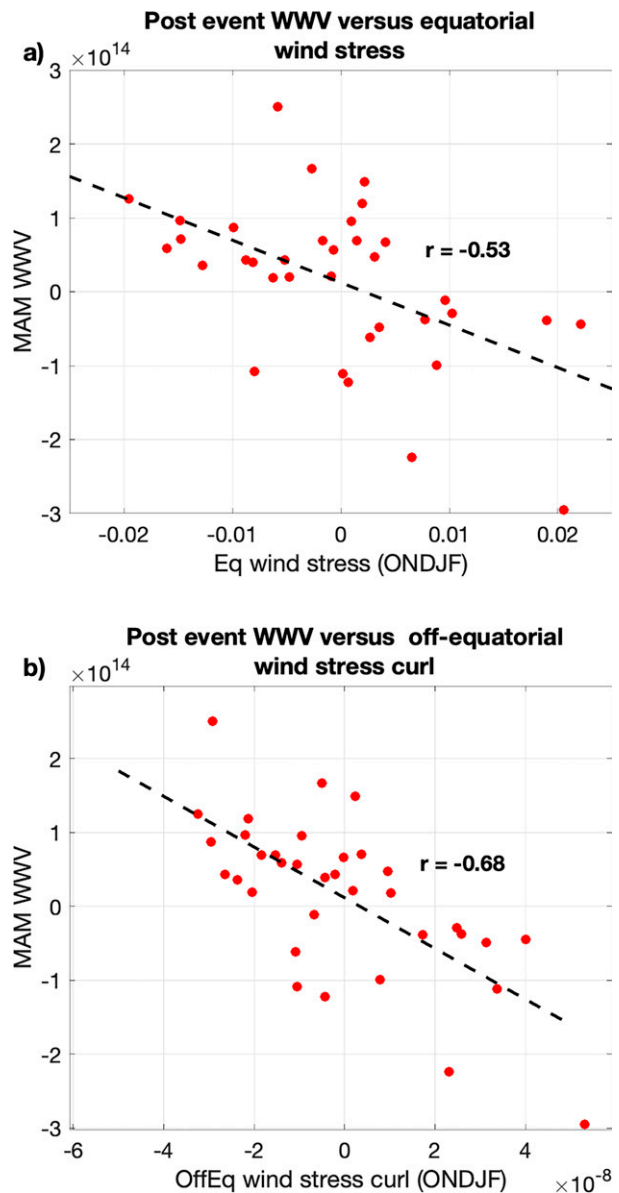 Post event WWV versus equatorial
wind stress
a)
×10^14
3
2
1
0
-1
-2
-3
MAM WWV
r = -0.53
-0.02 -0.01 0 0.01 0.02
Eq wind stress (ONDJF)
Post event WWV versus off-equatorial
wind stress curl
b)
×10^14
2
1
0
-1
-2
-3
MAM WWV
r = -0.68
-6 -4 -2 0 2 4
OffEq wind stress curl (ONDJF)
×10^-8